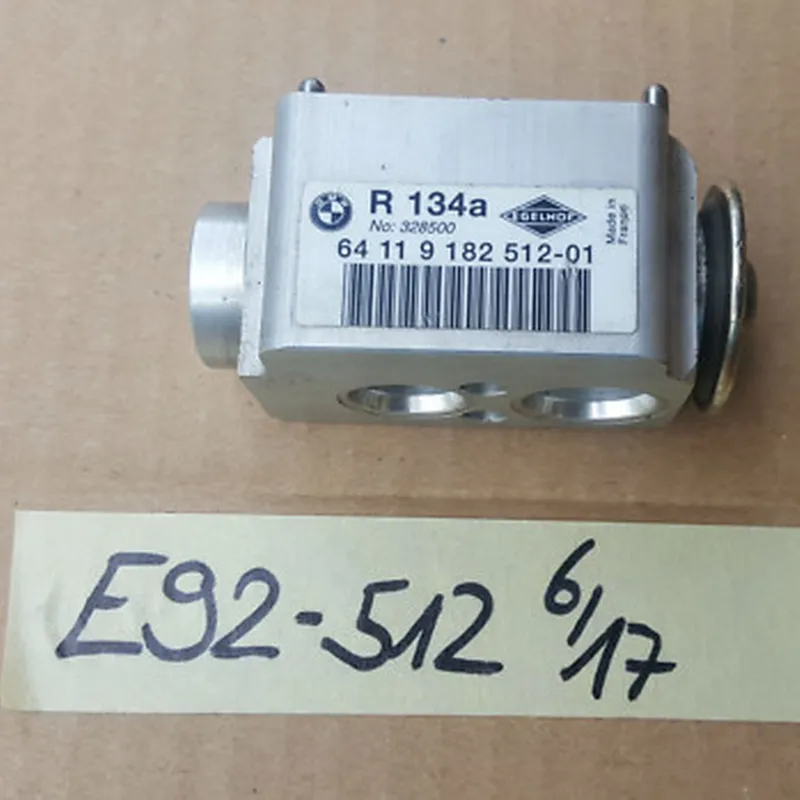 R 134a
EGELHOF
Made in
France
No: 328500
64 11 9 182 512-01
E92-512 6/17